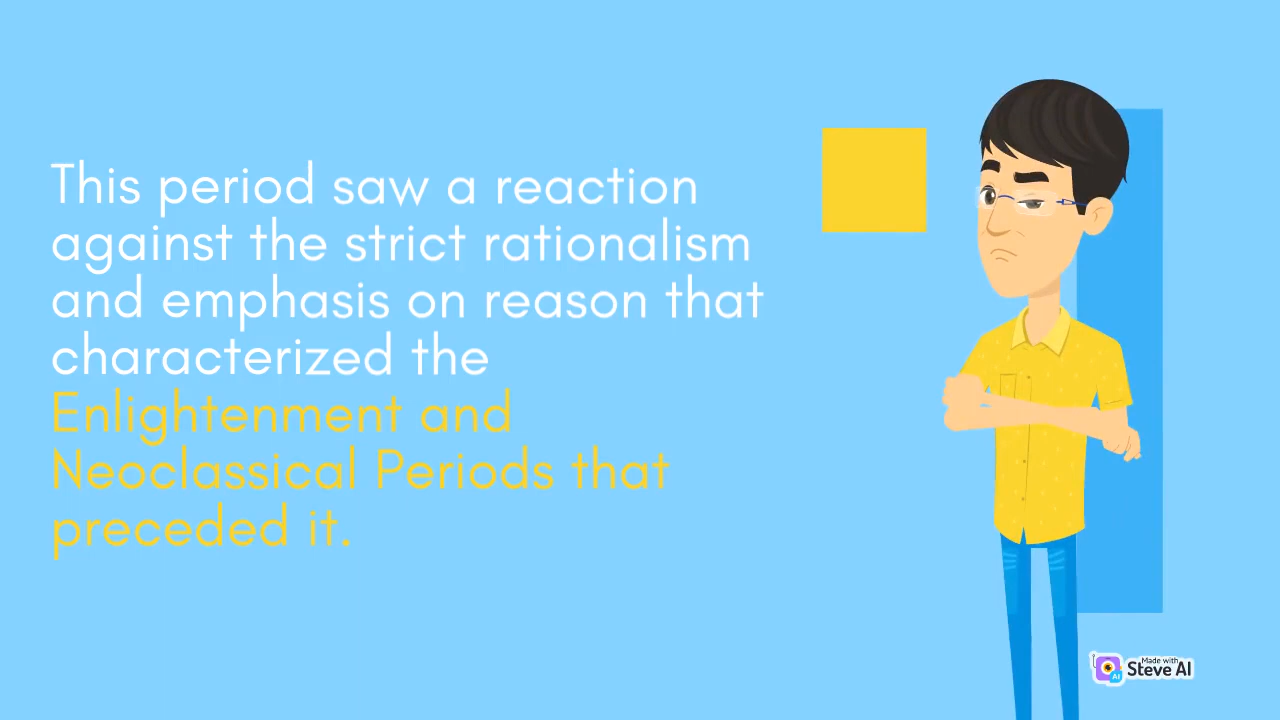 This period saw a reaction
against the strict rationalism
and emphasis on reason that
characterized the
Enlightenment and
Neoclassical Periods that
preceded it.
Made with
Steve AI
AI